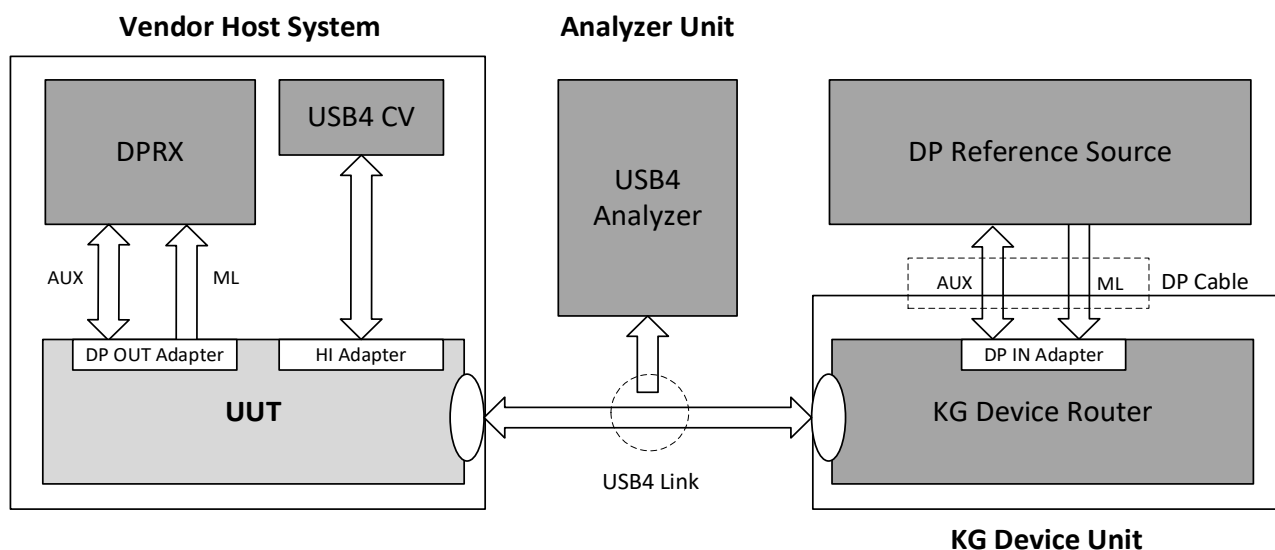 Vendor Host System
Analyzer Unit
DPRX
USB4 CV
USB4
Analyzer
DP Reference Source
AUX
ML
AUX
ML
DP Cable
DP OUT Adapter
HI Adapter
DP IN Adapter
UUT
KG Device Router
USB4 Link
KG Device Unit